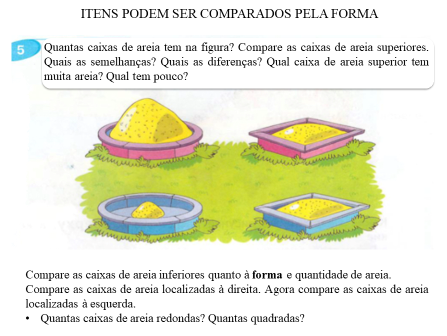 ITENS PODEM SER COMPARADOS PELA FORMA
5
Quantas caixas de areia tem na figura? Compare as caixas de areia superiores.
Quais as semelhanças? Quais as diferenças? Qual caixa de areia superior tem
muita areia? Qual tem pouco?
Compare as caixas de areia inferiores quanto à forma e quantidade de areia.
Compare as caixas de areia localizadas à direita. Agora compare as caixas de areia
localizadas à esquerda.
• Quantas caixas de areia redondas? Quantas quadradas?